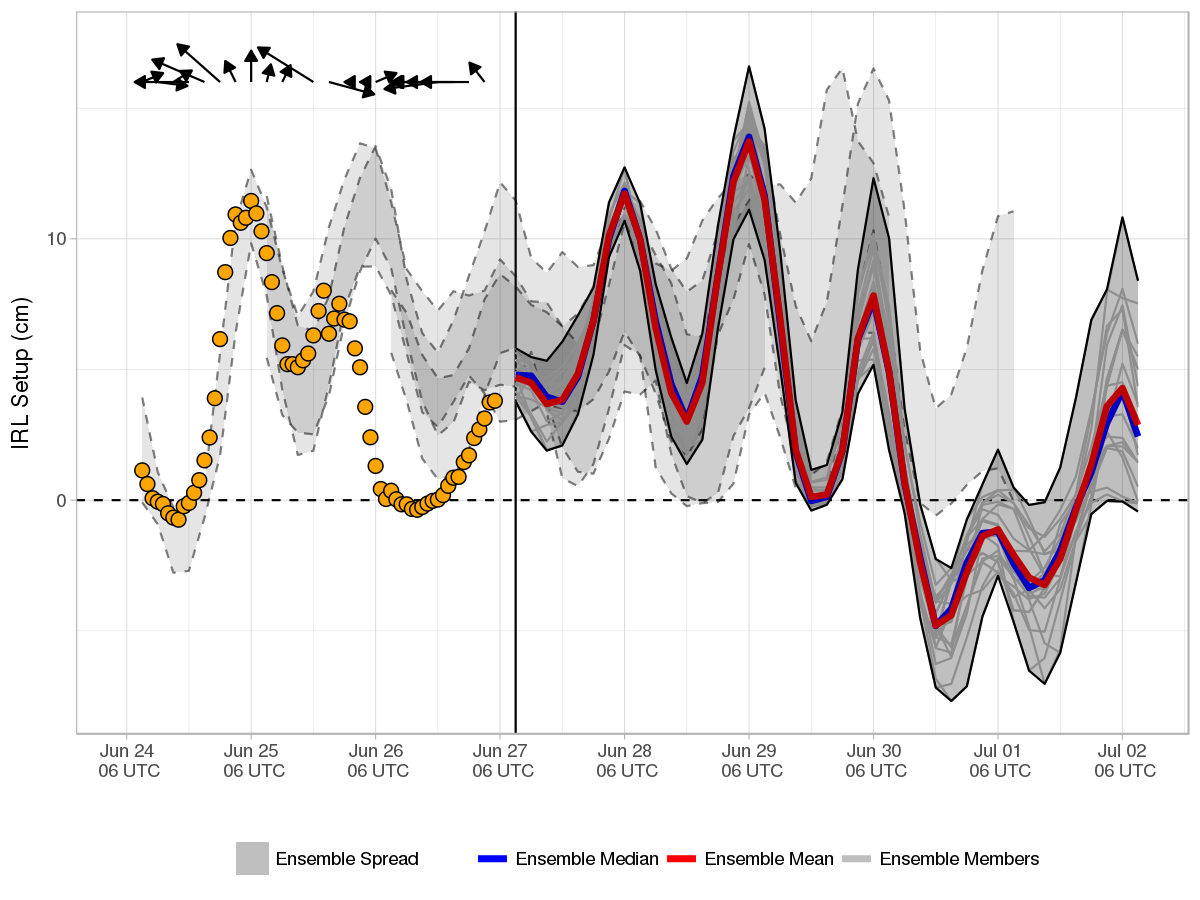 IRL Setup (cm)
10
0
Jun 24 Jun 25 Jun 26 Jun 27 Jun 28 Jun 29 Jun 30 Jul 01 Jul 02
06 UTC 06 UTC 06 UTC 06 UTC 06 UTC 06 UTC 06 UTC 06 UTC 06 UTC
Ensemble Spread Ensemble Median Ensemble Mean Ensemble Members